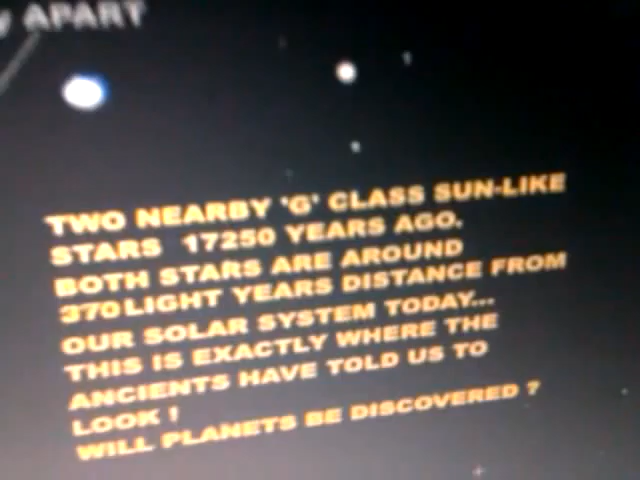 APART
TWO NEARBY 'G' CLASS SUN-LIKE
STARS 17250 YEARS AGO.
BOTH STARS ARE AROUND
370 LIGHT YEARS DISTANCE FROM
OUR SOLAR SYSTEM TODAY...
THIS IS EXACTLY WHERE THE
ANCIENTS HAVE TOLD US TO
LOOK !
WILL PLANETS BE DISCOVERED ?